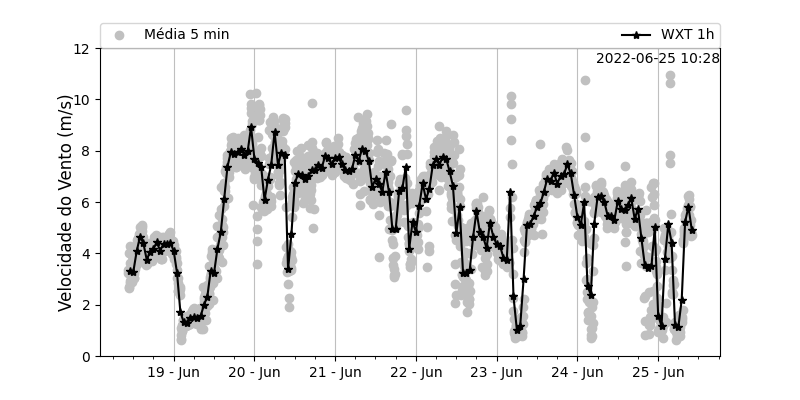 Média 5 min
WXT 1h
2022-06-25 10:28
Velocidade do Vento (m/s)
12
10
8
6
4
2
0
19 - Jun
20 - Jun
21 - Jun
22 - Jun
23 - Jun
24 - Jun
25 - Jun